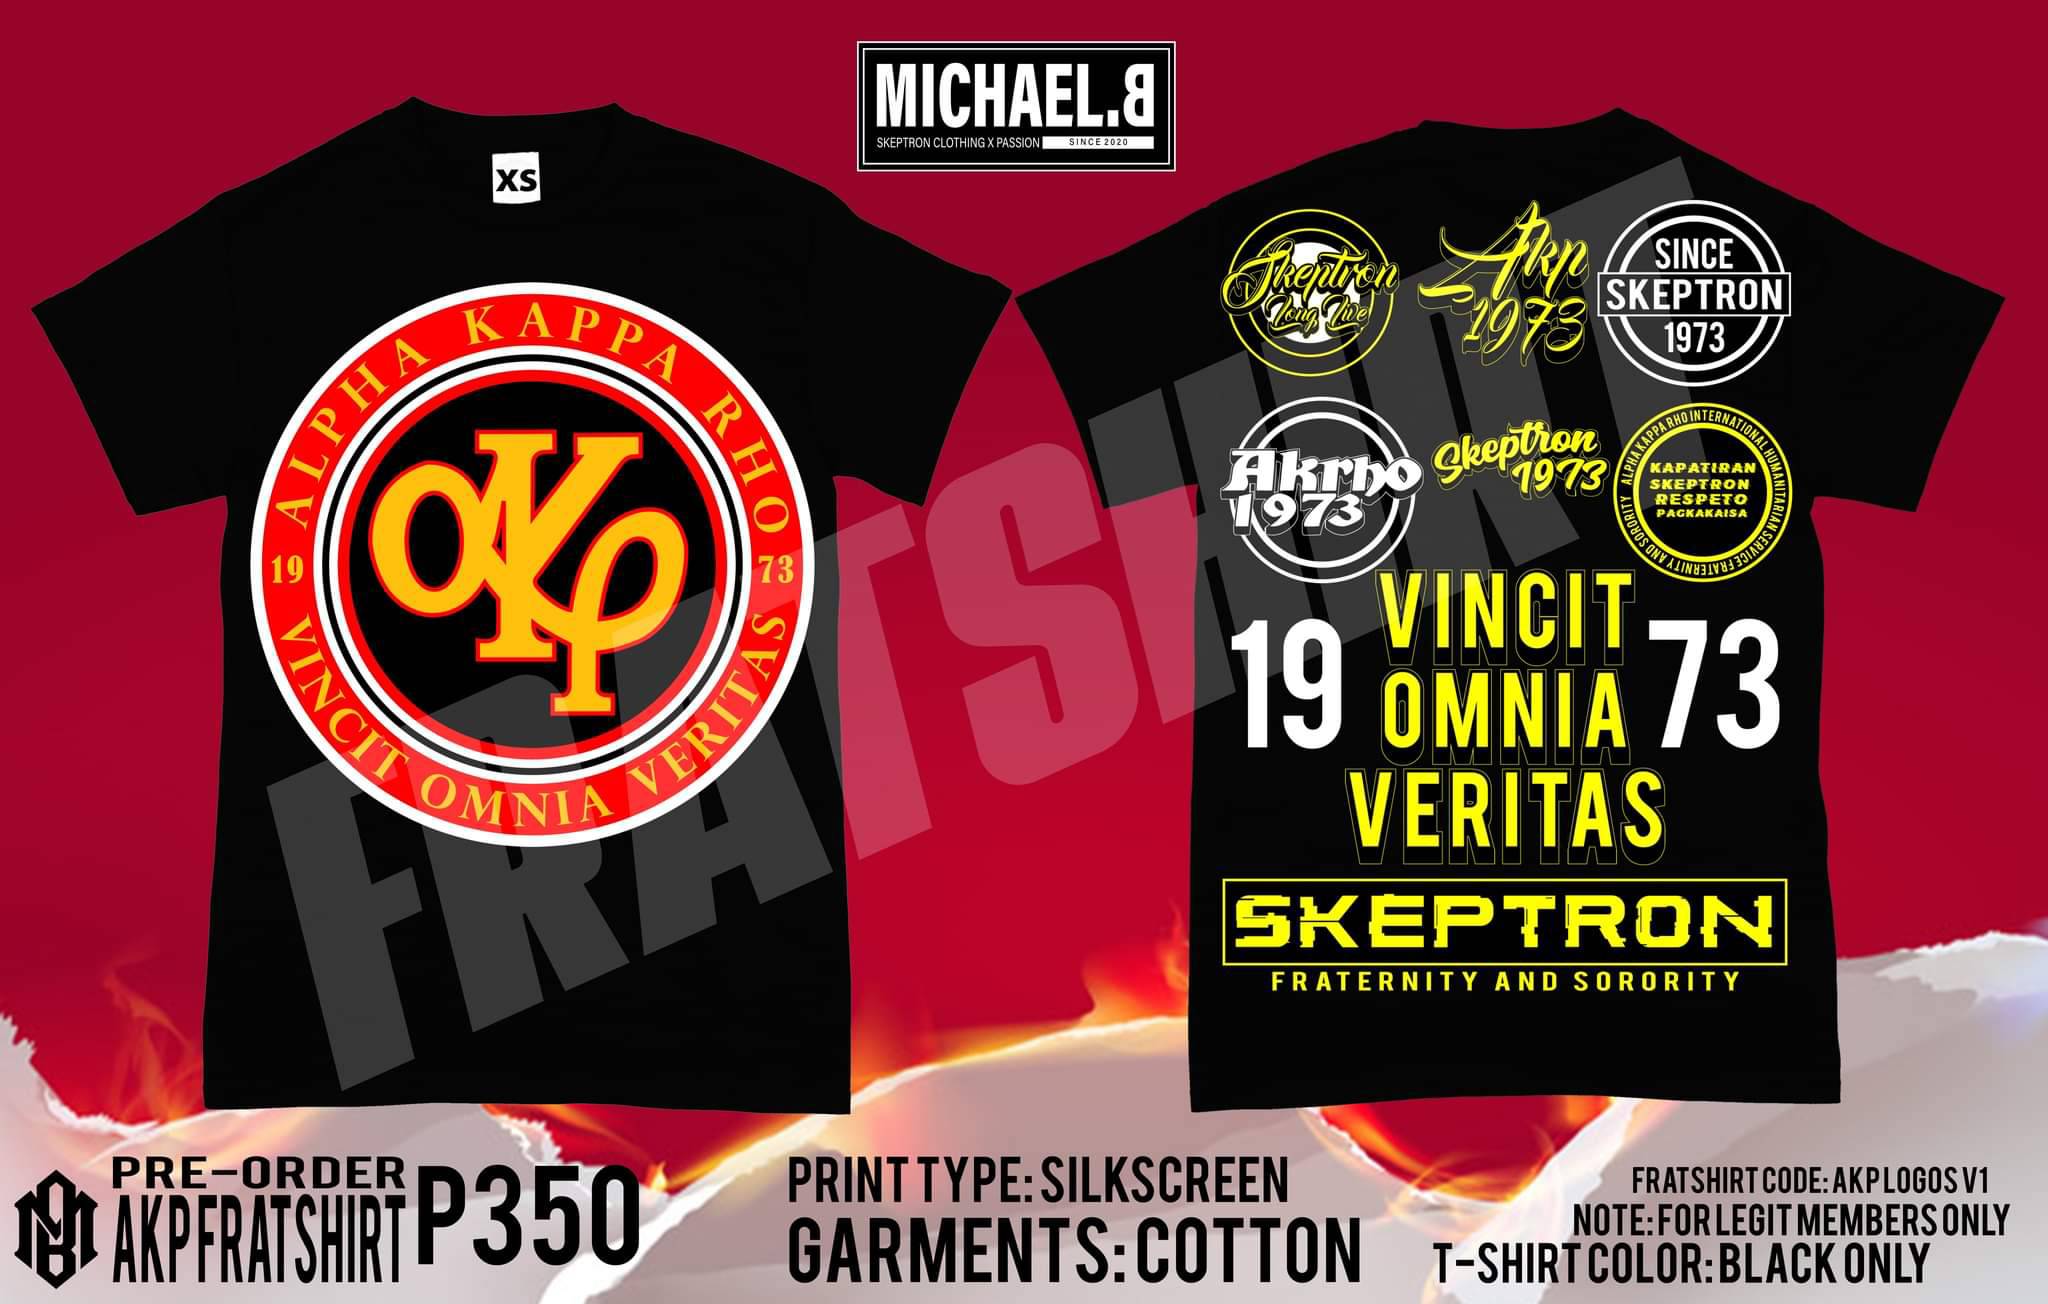 MICHAEL.B
SKEPTRON CLOTHING X PASSION SINCE 2020
XS
ALPHA KAPPA RHO
19 73
VINCIT OMNIA VERITAS
αKρ
FRATSHIRT
Skeptron
Long Live
Akp
1973
SINCE
SKEPTRON
1973
Akrho
1973
Skeptron
1973
ALPHA KAPPA RHO INTERNATIONAL HUMANITARIAN SERVICE FRATERNITY AND SORORITY
KAPATIRAN
SKEPTRON
RESPETO
PAGKAKAISA
19 73
VINCIT
OMNIA
VERITAS
SKEPTRON
FRATERNITY AND SORORITY
MB
PRE-ORDER
AKP FRATSHIRT P350
PRINT TYPE: SILKSCREEN
GARMENTS: COTTON
FRATSHIRT CODE: AKP LOGOS V1
NOTE: FOR LEGIT MEMBERS ONLY
T-SHIRT COLOR: BLACK ONLY